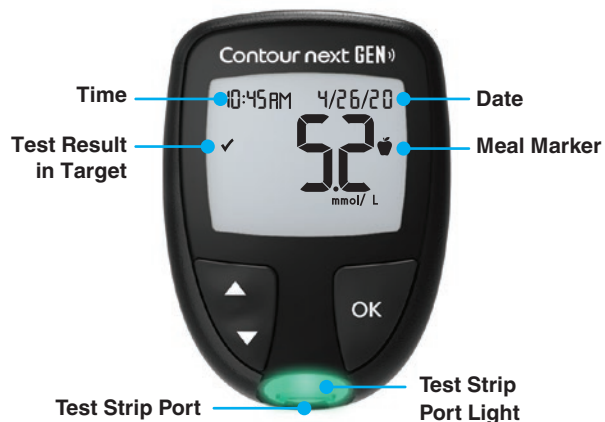 Contour next GEN
Time
10:45AM 4/26/20
Date
Test Result
in Target
5.2
Meal Marker
mmol/ L
OK
Test Strip Port
Test Strip
Port Light